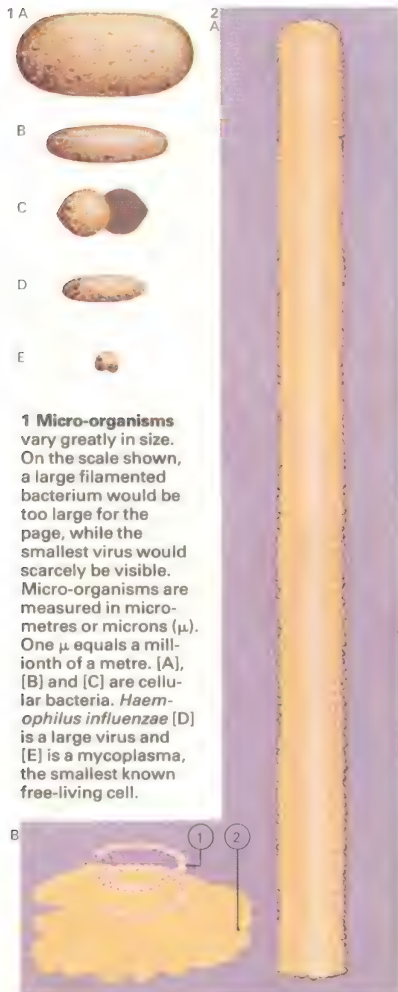 1 A
2
A
B
C
D
E
1 Micro-organisms
vary greatly in size.
On the scale shown,
a large filamented
bacterium would be
too large for the
page, while the
smallest virus would
scarcely be visible.
Micro-organisms are
measured in micro-
metres or microns (μ).
One μ equals a mill-
ionth of a metre. [A],
[B] and [C] are cellu-
lar bacteria. Haem-
ophilus influenzae [D]
is a large virus and
[E] is a mycoplasma,
the smallest known
free-living cell.
B
1 2